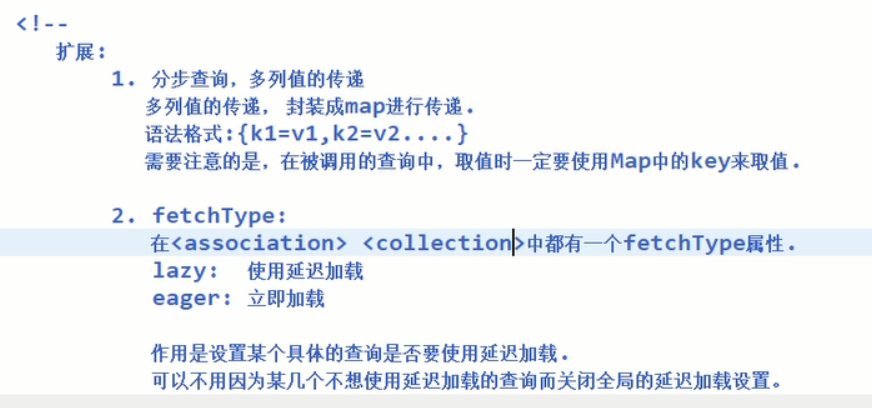 <!--
扩展:
1. 分步查询，多列值的传递
多列值的传递， 封装成map进行传递.
语法格式:{k1=v1,k2=v2....}
需要注意的是，在被调用的查询中，取值时一定要使用Map中的key来取值.
2. fetchType:
在<association> <collection>中都有一个fetchType属性.
lazy: 使用延迟加载
eager: 立即加载
作用是设置某个具体的查询是否要使用延迟加载.
可以不用因为某几个不想使用延迟加载的查询而关闭全局的延迟加载设置。